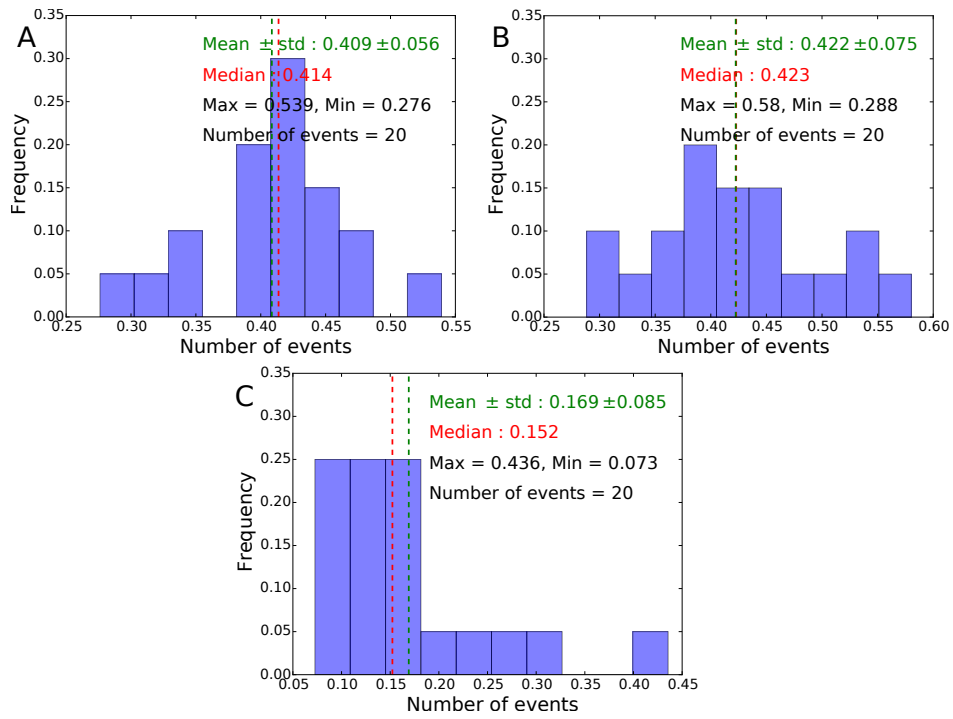 A
Mean ± std : 0.409±0.056
Median : 0.414
Max = 0.539, Min = 0.276
Number of events = 20
Frequency
0.35
0.30
0.25
0.20
0.15
0.10
0.05
0.00
0.25 0.30 0.35 0.40 0.45 0.50 0.55
Number of events
B
Mean ± std : 0.422±0.075
Median : 0.423
Max = 0.58, Min = 0.288
Number of events = 20
Frequency
0.35
0.30
0.25
0.20
0.15
0.10
0.05
0.00
0.25 0.30 0.35 0.40 0.45 0.50 0.55 0.60
Number of events
C
Mean ± std : 0.169±0.085
Median : 0.152
Max = 0.436, Min = 0.073
Number of events = 20
Frequency
0.35
0.30
0.25
0.20
0.15
0.10
0.05
0.00
0.05 0.10 0.15 0.20 0.25 0.30 0.35 0.40 0.45
Number of events